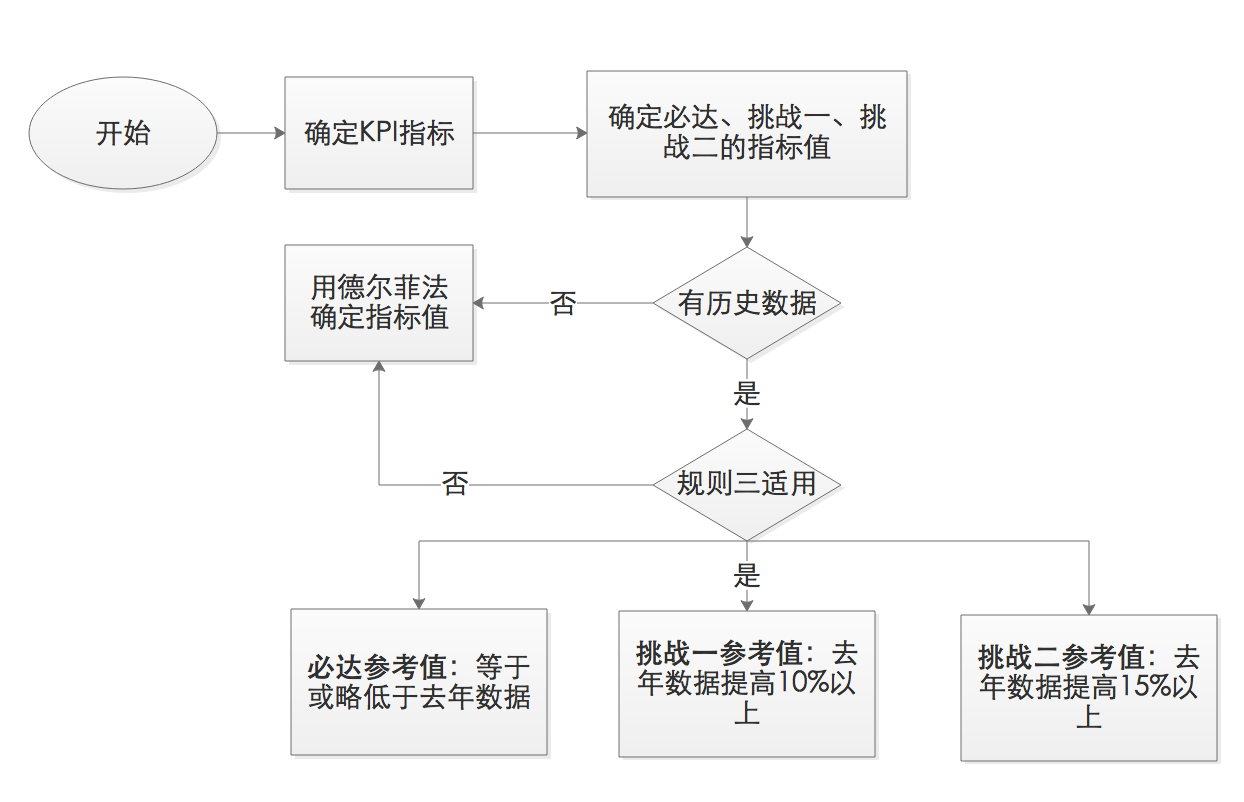 开始
确定KPI指标
确定必达、挑战一、挑
战二的指标值
用德尔菲法
确定指标值
否
有历史数据
是
否
规则三适用
是
必达参考值：等于
或略低于去年数据
挑战一参考值：去
年数据提高10%以
上
挑战二参考值：去
年数据提高15%以
上